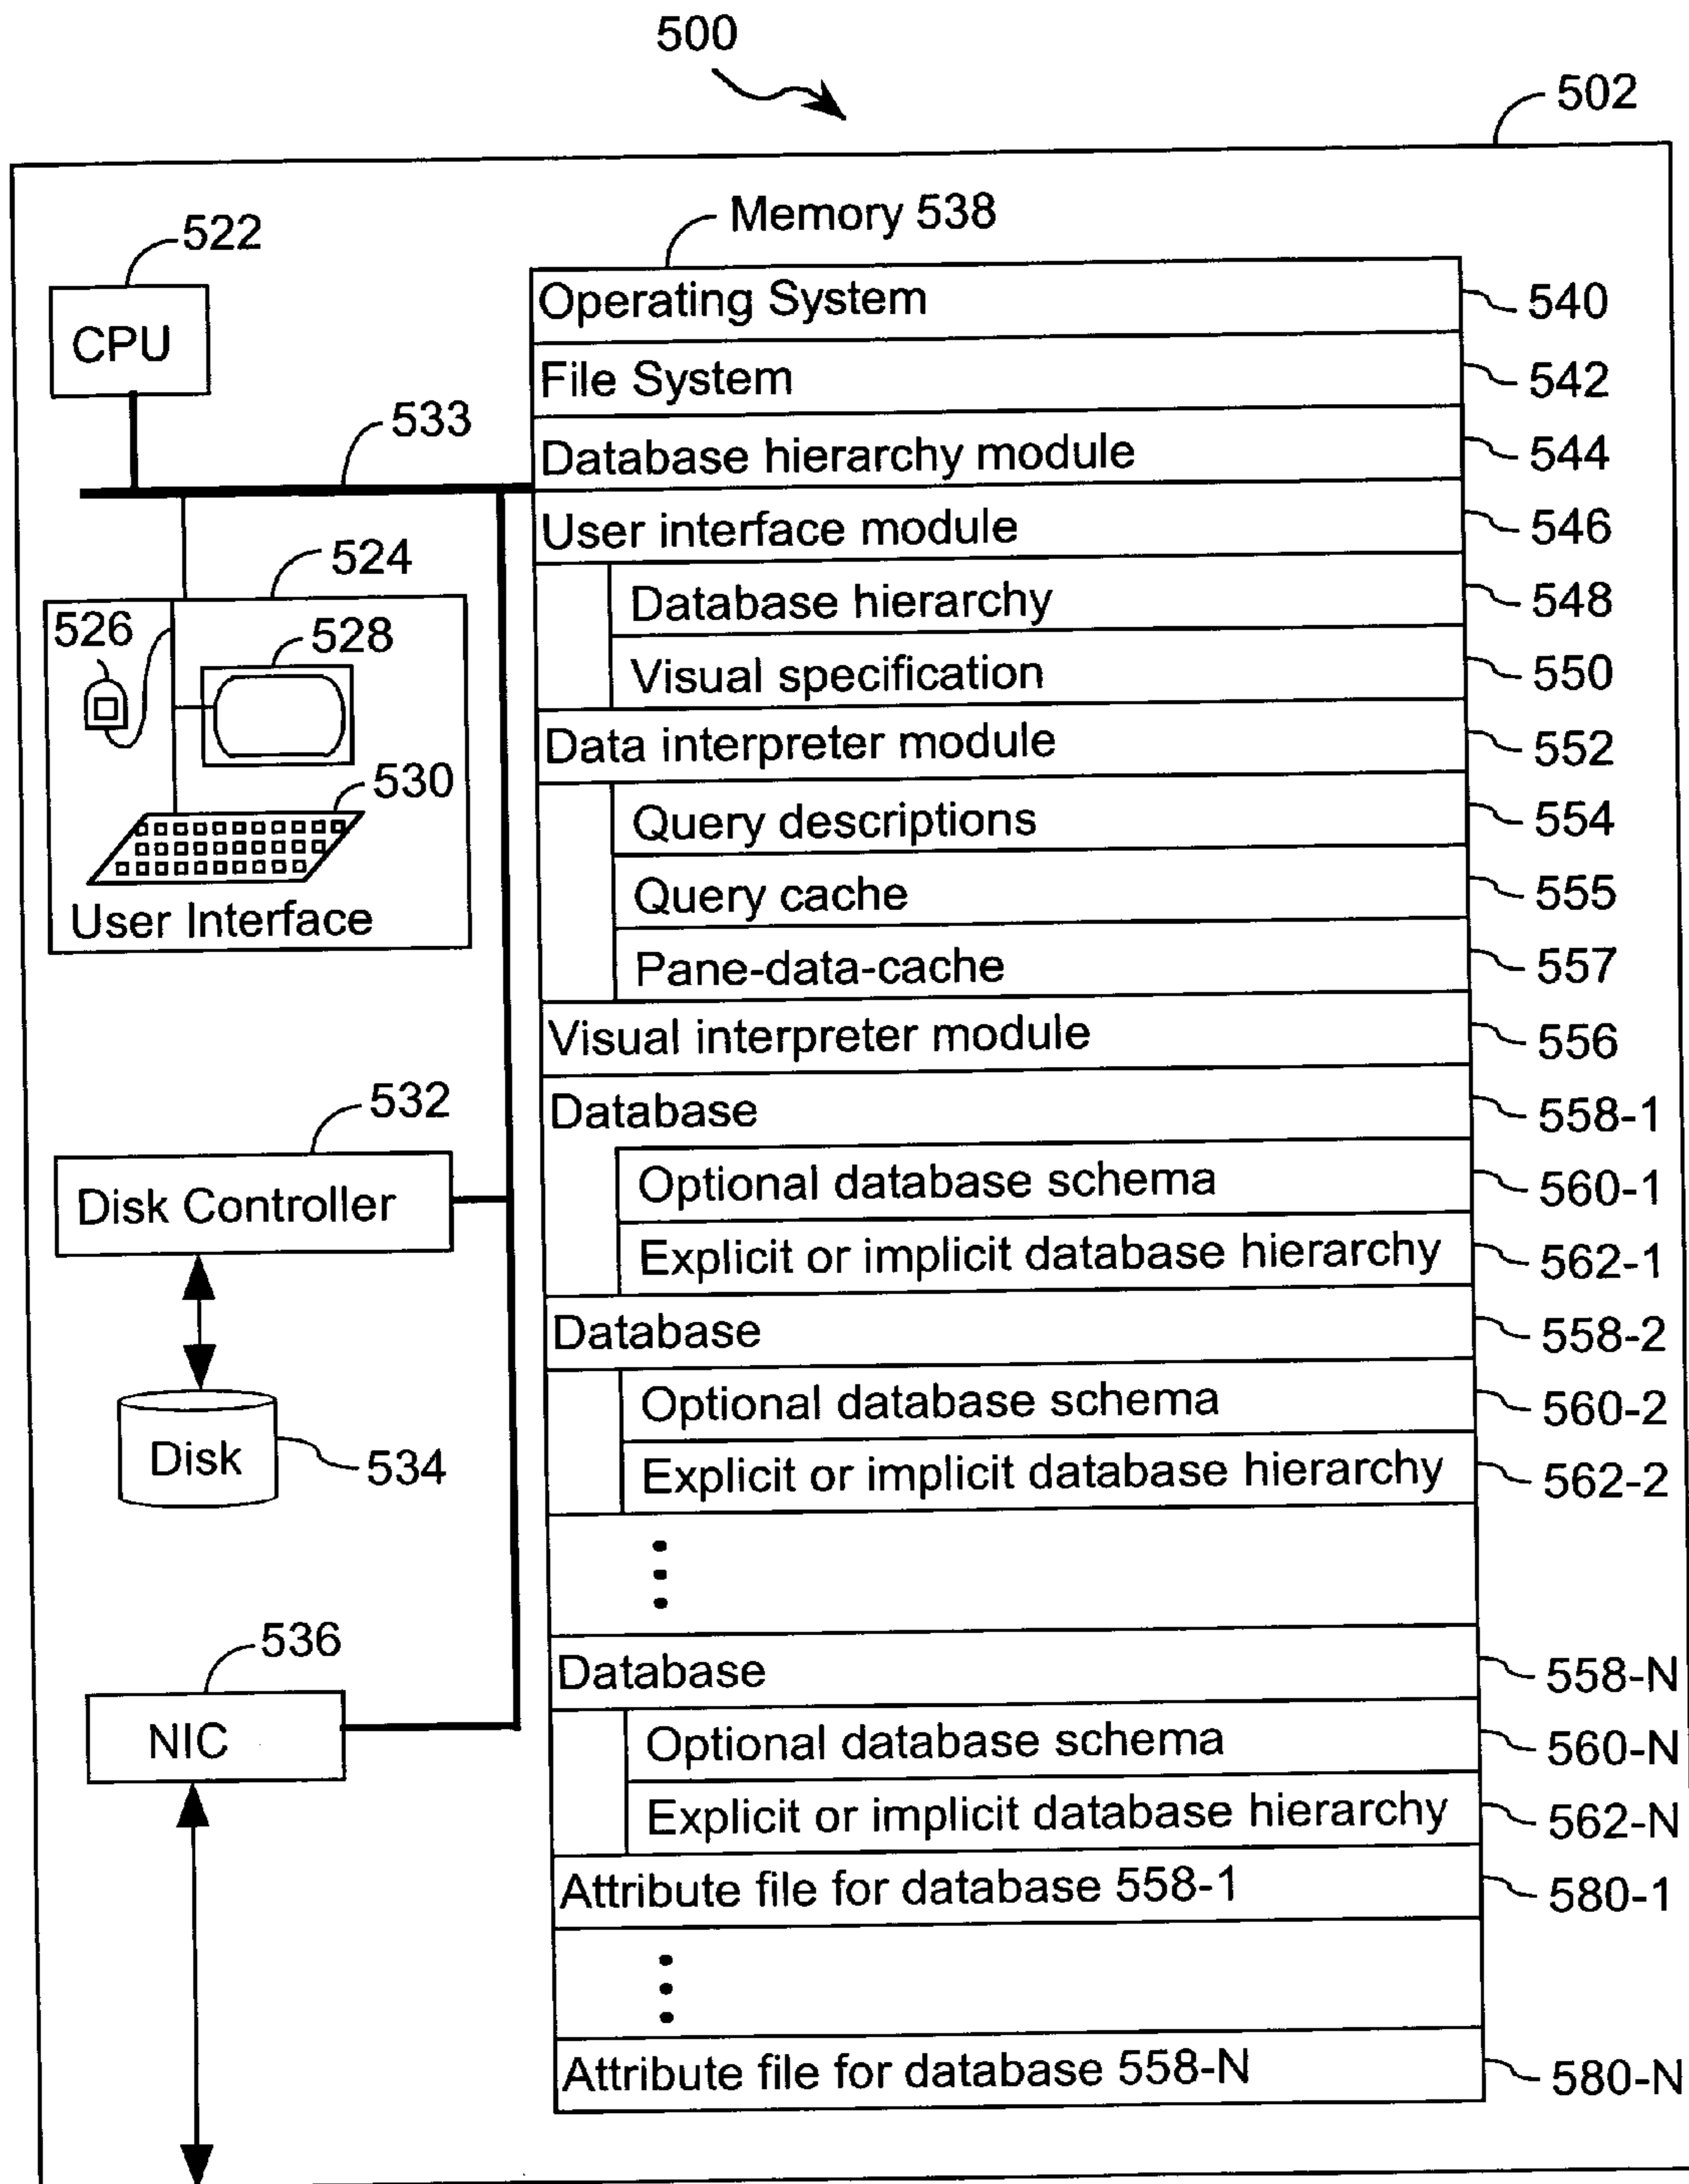 500
502
Memory 538
522
CPU
533
524
526
528
530
User Interface
532
Disk Controller
Disk
534
536
NIC
Operating System 540
File System 542
Database hierarchy module 544
User interface module 546
Database hierarchy 548
Visual specification 550
Data interpreter module 552
Query descriptions 554
Query cache 555
Pane-data-cache 557
Visual interpreter module 556
Database 558-1
Optional database schema 560-1
Explicit or implicit database hierarchy 562-1
Database 558-2
Optional database schema 560-2
Explicit or implicit database hierarchy 562-2
Database 558-N
Optional database schema 560-N
Explicit or implicit database hierarchy 562-N
Attribute file for database 558-1 580-1
Attribute file for database 558-N 580-N